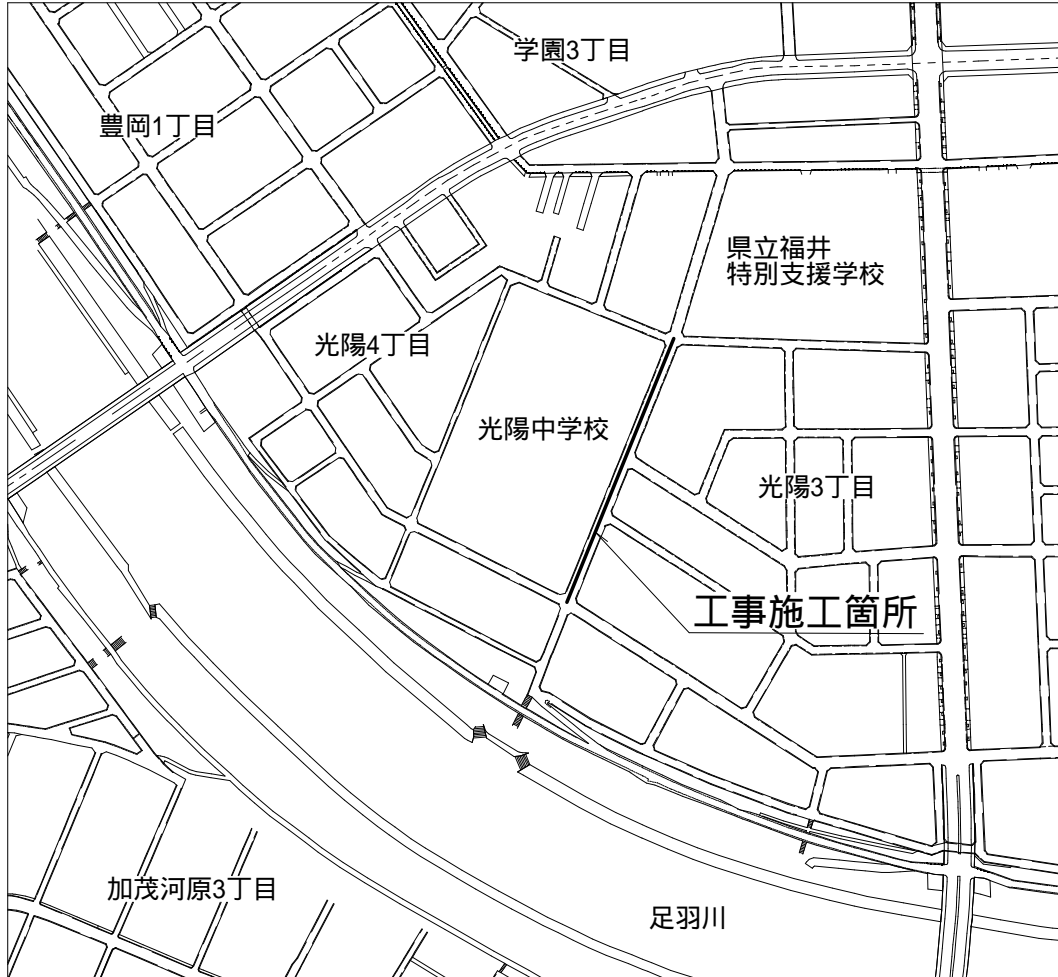 学園3丁目
豊岡1丁目
県立福井
特別支援学校
光陽4丁目
光陽中学校
光陽3丁目
工事施工箇所
加茂河原3丁目
足羽川